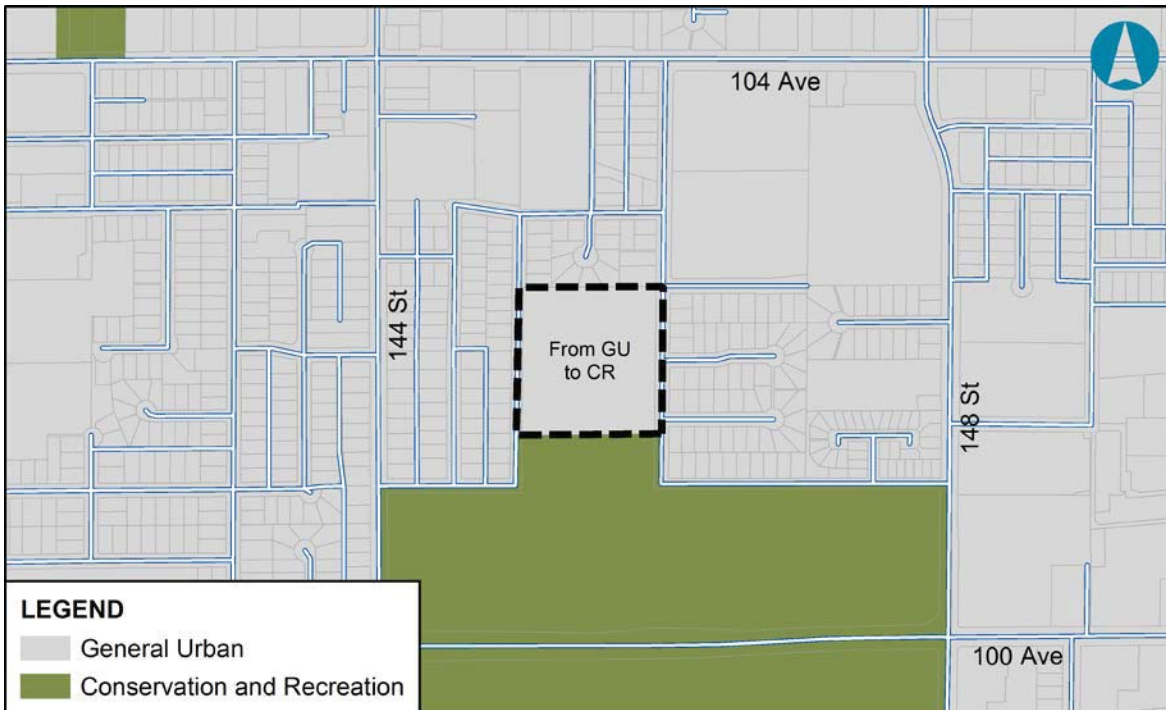 104 Ave
144 St
From GU
to CR
148 St
100 Ave
LEGEND
General Urban
Conservation and Recreation